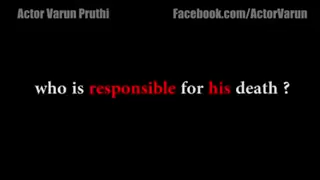 Actor Varun Pruthi Facebook.com/ActorVarun
who is responsible for his death ?